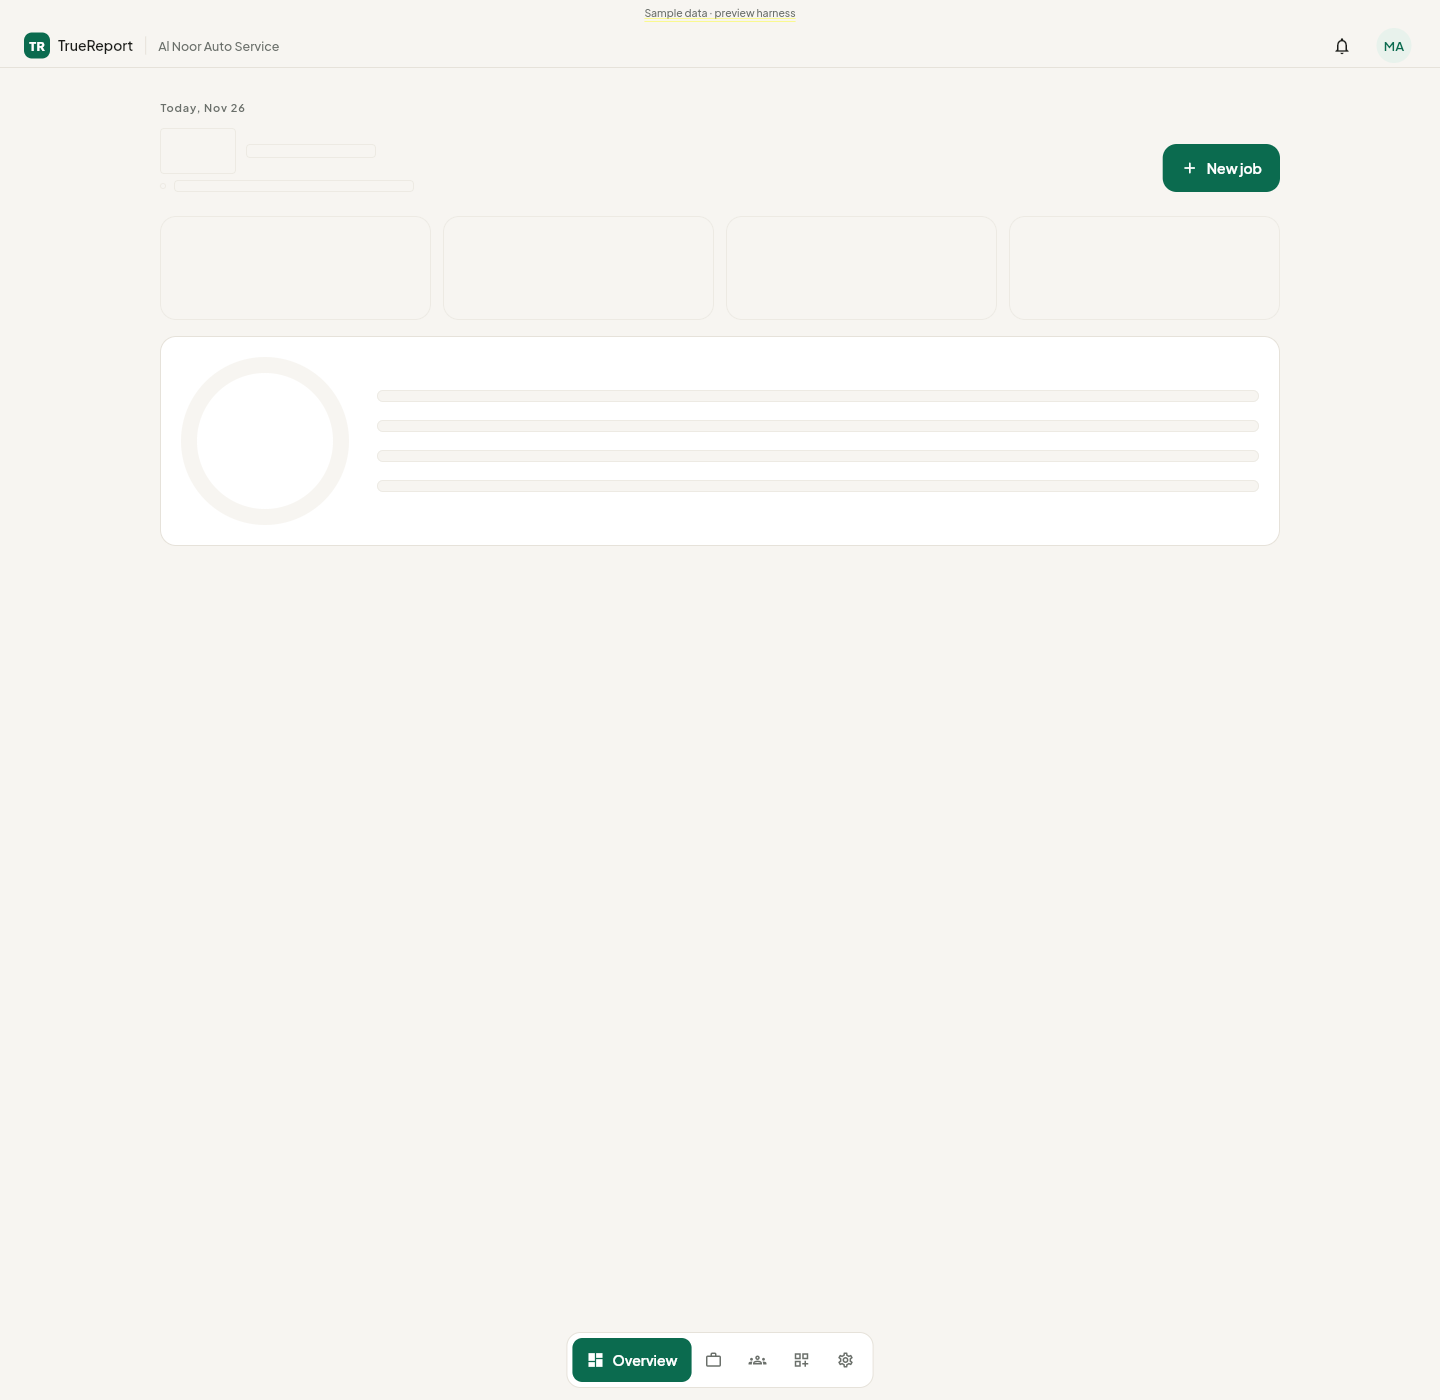 Sample data · preview harness
TR TrueReport Al Noor Auto Service
MA
Today, Nov 26
New job
Overview